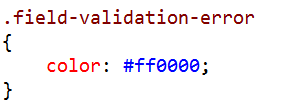 .field-validation-error
{
    color: #ff0000;
}